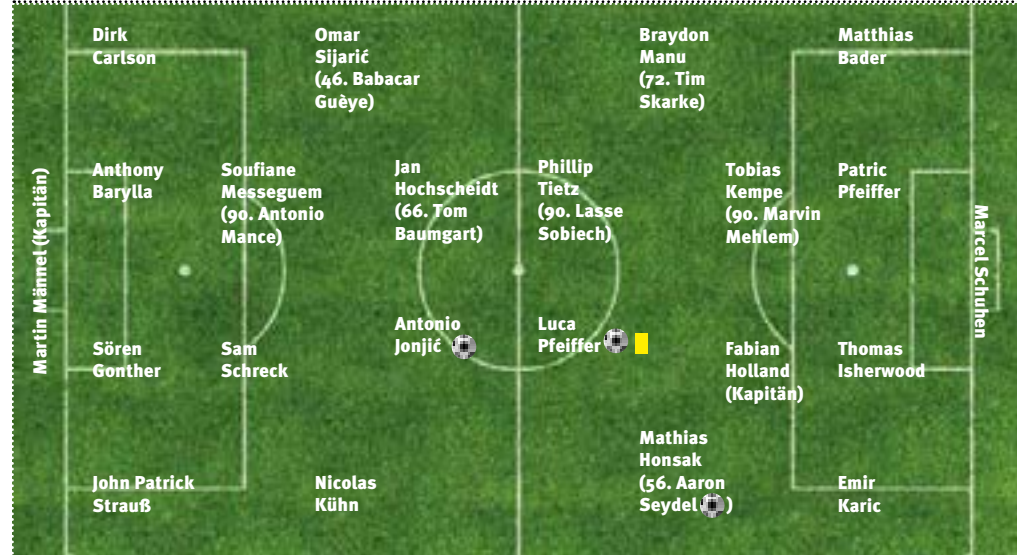 Dirk
Carlson
Omar
Sijarić
(46. Babacar
Guèye)
Braydon
Manu
(72. Tim
Skarke)
Matthias
Bader
Martin Männel (Kapitän)
Anthony
Barylla
Soufiane
Messeguem
(90. Antonio
Mance)
Jan
Hochscheidt
(66. Tom
Baumgart)
Phillip
Tietz
(90. Lasse
Sobiech)
Tobias
Kempe
(90. Marvin
Mehlem)
Patric
Pfeiffer
Marcel Schuhen
Sören
Gonther
Sam
Schreck
Antonio
Jonjić
Luca
Pfeiffer
Fabian
Holland
(Kapitän)
Thomas
Isherwood
John Patrick
Strauß
Nicolas
Kühn
Mathias
Honsak
(56. Aaron
Seydel )
Emir
Karic